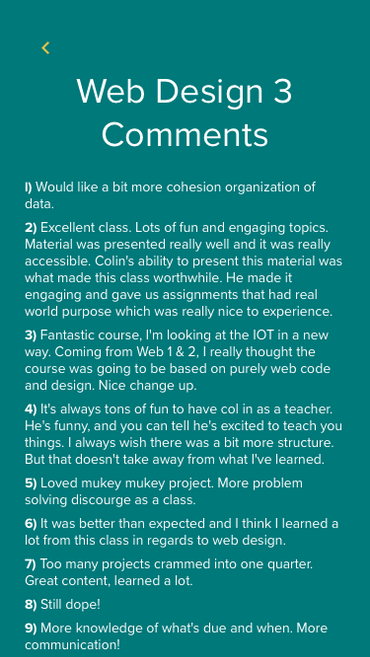 Web Design 3
Comments
1) Would like a bit more cohesion organization of
data.
2) Excellent class. Lots of fun and engaging topics.
Material was presented really well and it was really
accessible. Colin's ability to present this material was
what made this class worthwhile. He made it
engaging and gave us assignments that had real
world purpose which was really nice to experience.
3) Fantastic course, I'm looking at the IOT in a new
way. Coming from Web 1 & 2, I really thought the
course was going to be based on purely web code
and design. Nice change up.
4) It's always tons of fun to have col in as a teacher.
He's funny, and you can tell he's excited to teach you
things. I always wish there was a bit more structure.
But that doesn't take away from what I've learned.
5) Loved mukey mukey project. More problem
solving discourge as a class.
6) It was better than expected and I think I learned a
lot from this class in regards to web design.
7) Too many projects crammed into one quarter.
Great content, learned a lot.
8) Still dope!
9) More knowledge of what's due and when. More
communication!